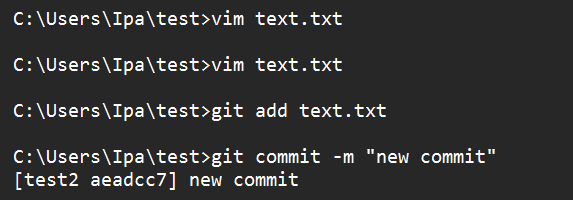 C:\Users\Ipa\test>vim text.txt
C:\Users\Ipa\test>vim text.txt
C:\Users\Ipa\test>git add text.txt
C:\Users\Ipa\test>git commit -m "new commit"
[test2 aeadcc7] new commit